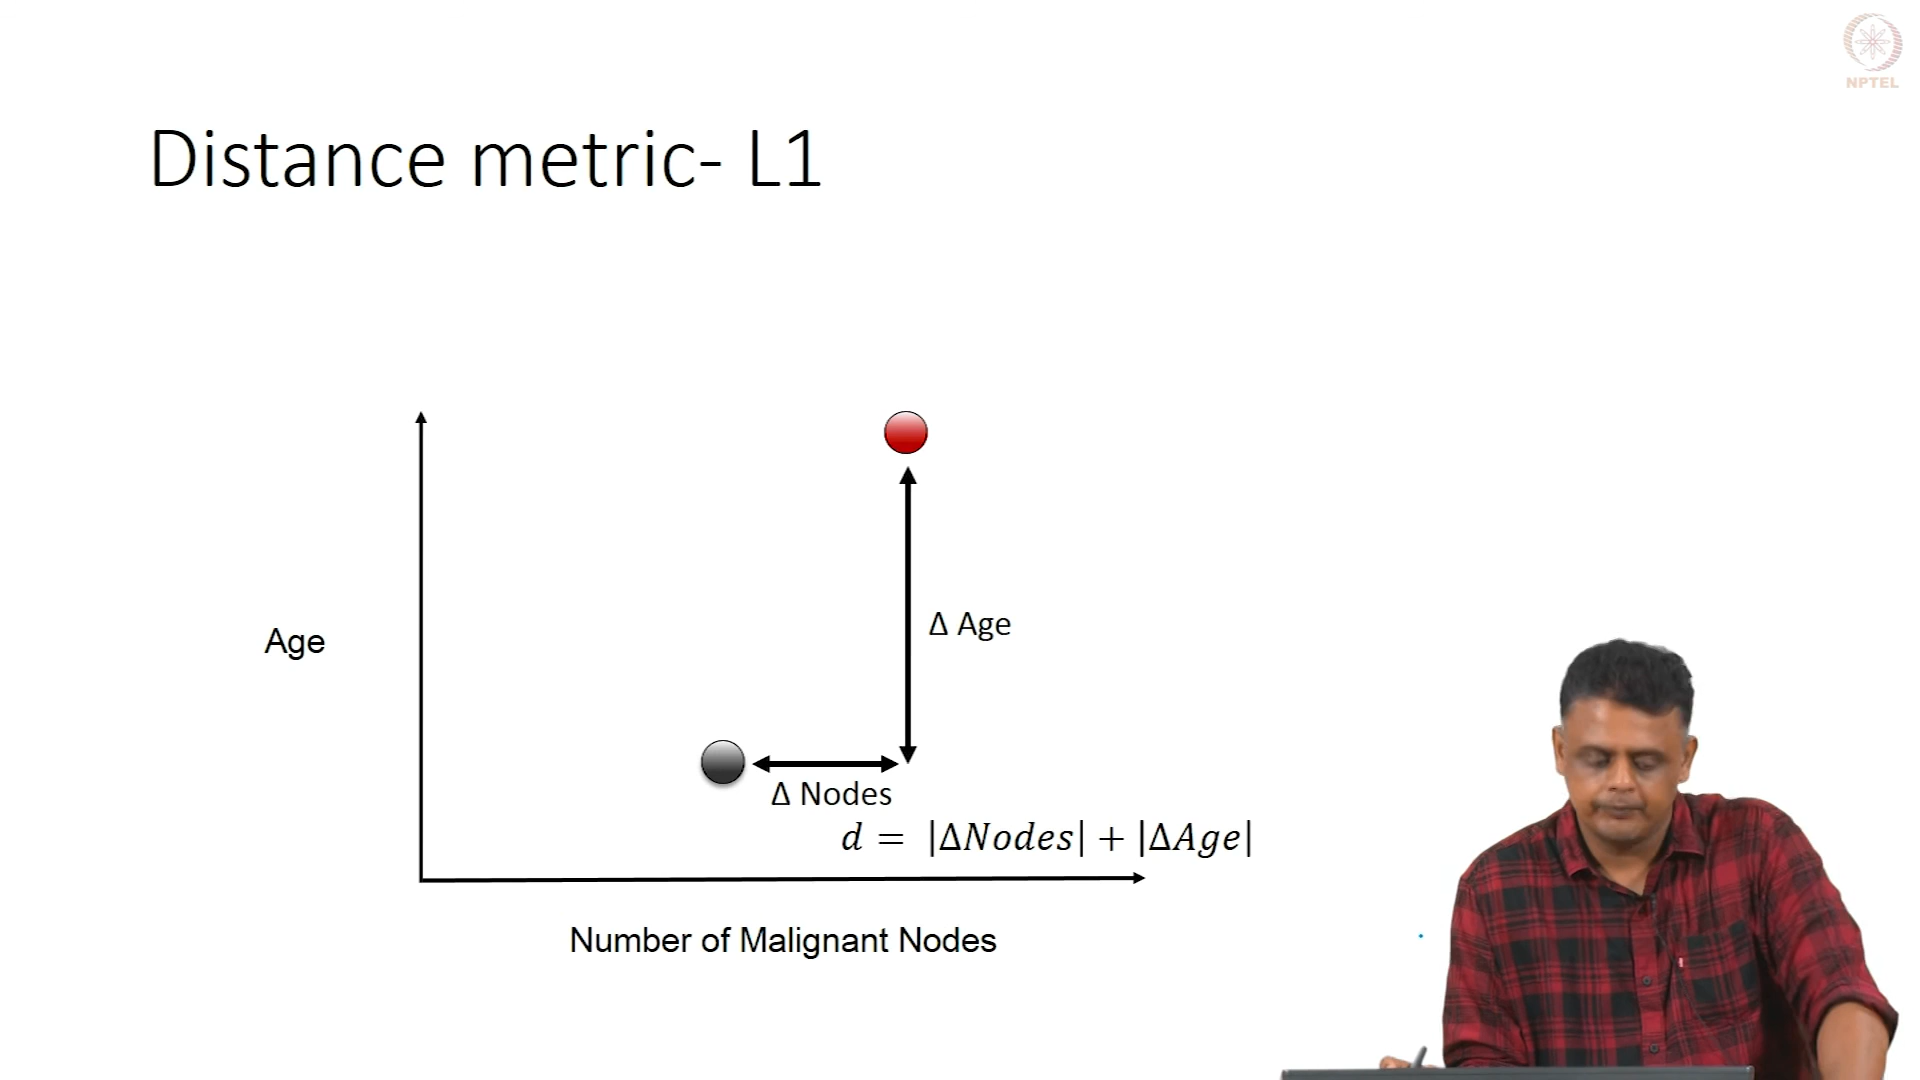 NPTEL
Distance metric- L1
Δ Age
Age
Δ Nodes
d = |ΔNodes| + |ΔAge|
Number of Malignant Nodes